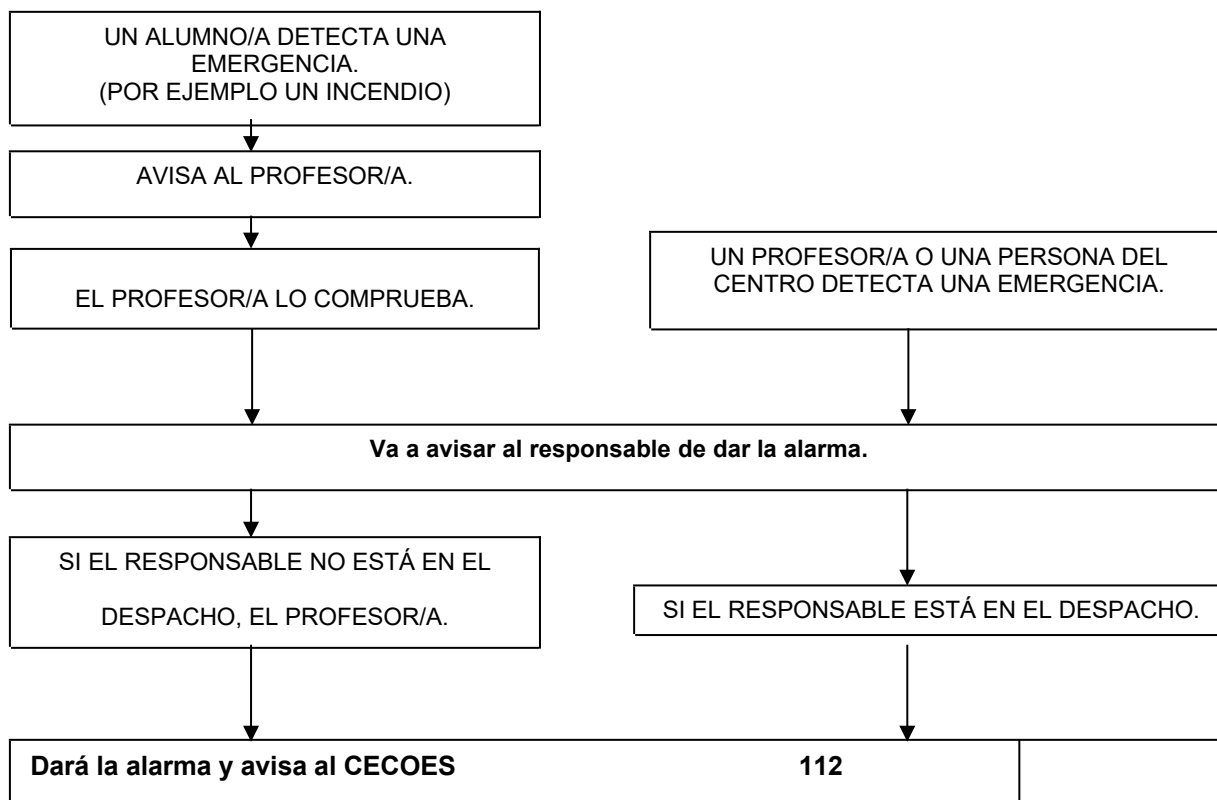 UN ALUMNO/A DETECTA UNA
EMERGENCIA.
(POR EJEMPLO UN INCENDIO)
AVISA AL PROFESOR/A.
EL PROFESOR/A LO COMPRUEBA.
UN PROFESOR/A O UNA PERSONA DEL
CENTRO DETECTA UNA EMERGENCIA.
Va a avisar al responsable de dar la alarma.
SI EL RESPONSABLE NO ESTÁ EN EL
DESPACHO, EL PROFESOR/A.
SI EL RESPONSABLE ESTÁ EN EL DESPACHO.
Dará la alarma y avisa al CECOES 112